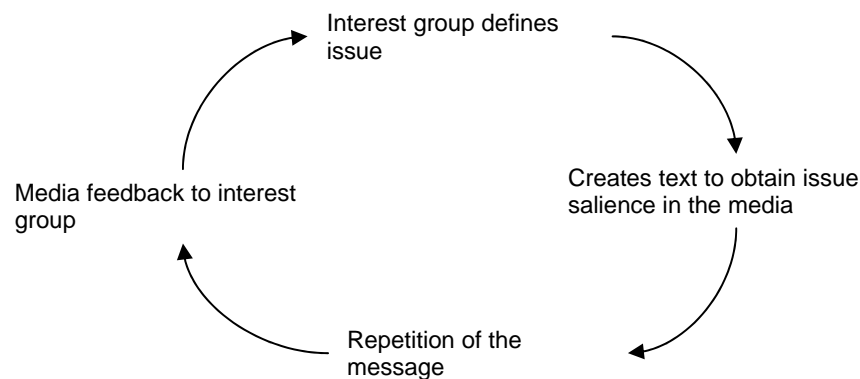 Interest group defines
issue
Creates text to obtain issue
salience in the media
Repetition of the
message
Media feedback to interest
group